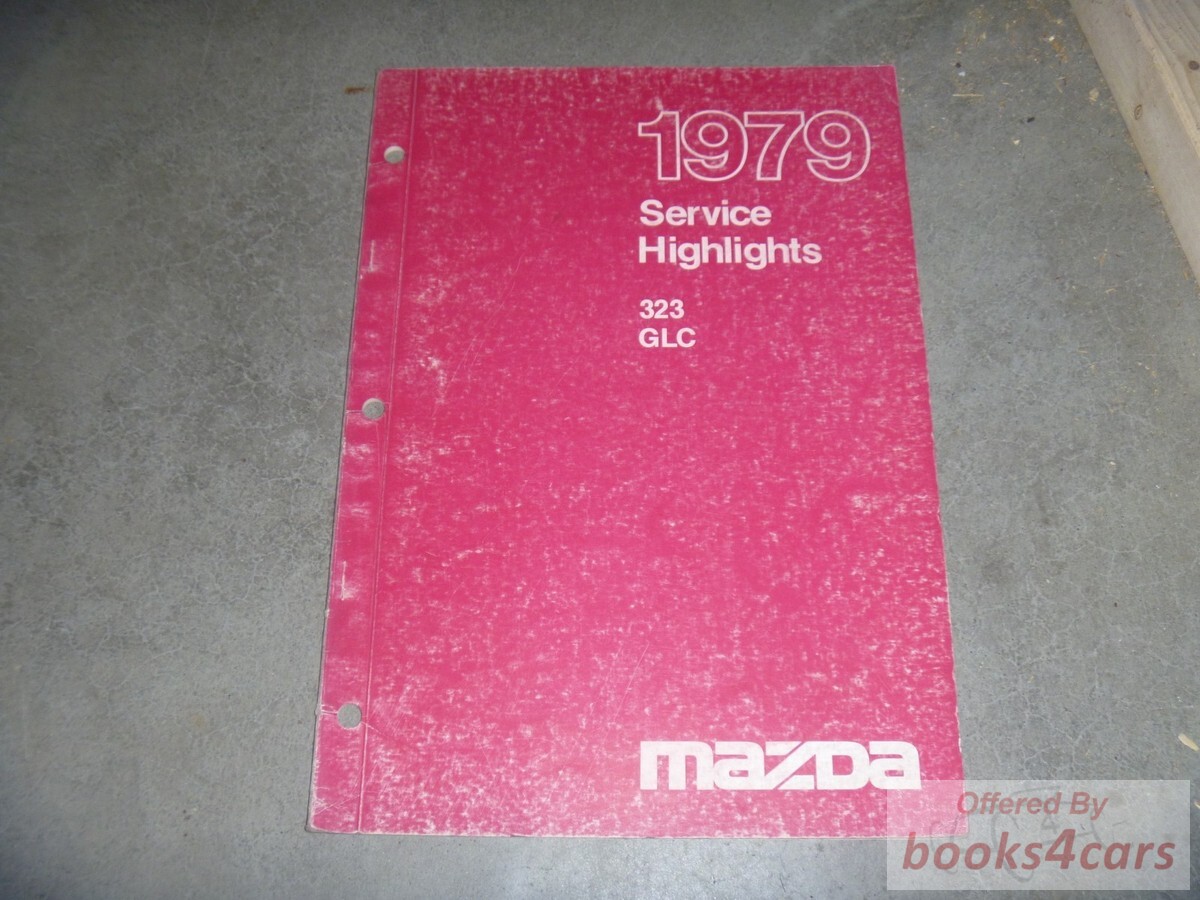 1979
Service
Highlights
323
GLC
mazda
Offered By
books4cars